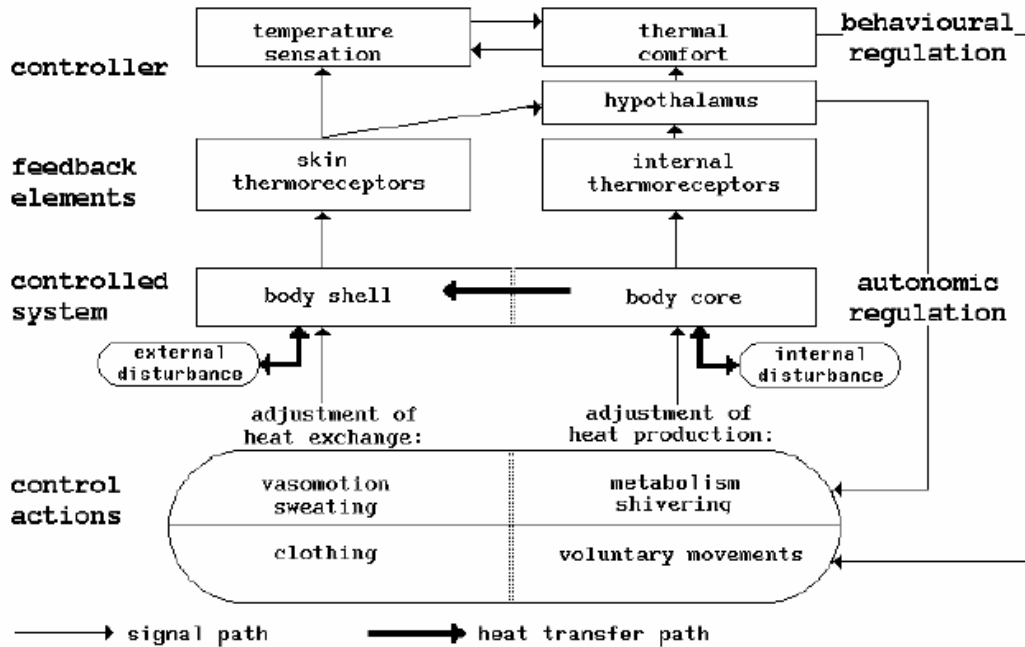 temperature
sensation
thermal
comfort
behavioural
regulation
controller
hypothalamus
feedback
elements
skin
thermoreceptors
internal
thermoreceptors
controlled
system
body shell
body core
autonomic
regulation
external
disturbance
internal
disturbance
adjustment of
heat exchange:
adjustment of
heat production:
control
actions
vasomotion
sweating
metabolism
shivering
clothing
voluntary movements
signal path
heat transfer path